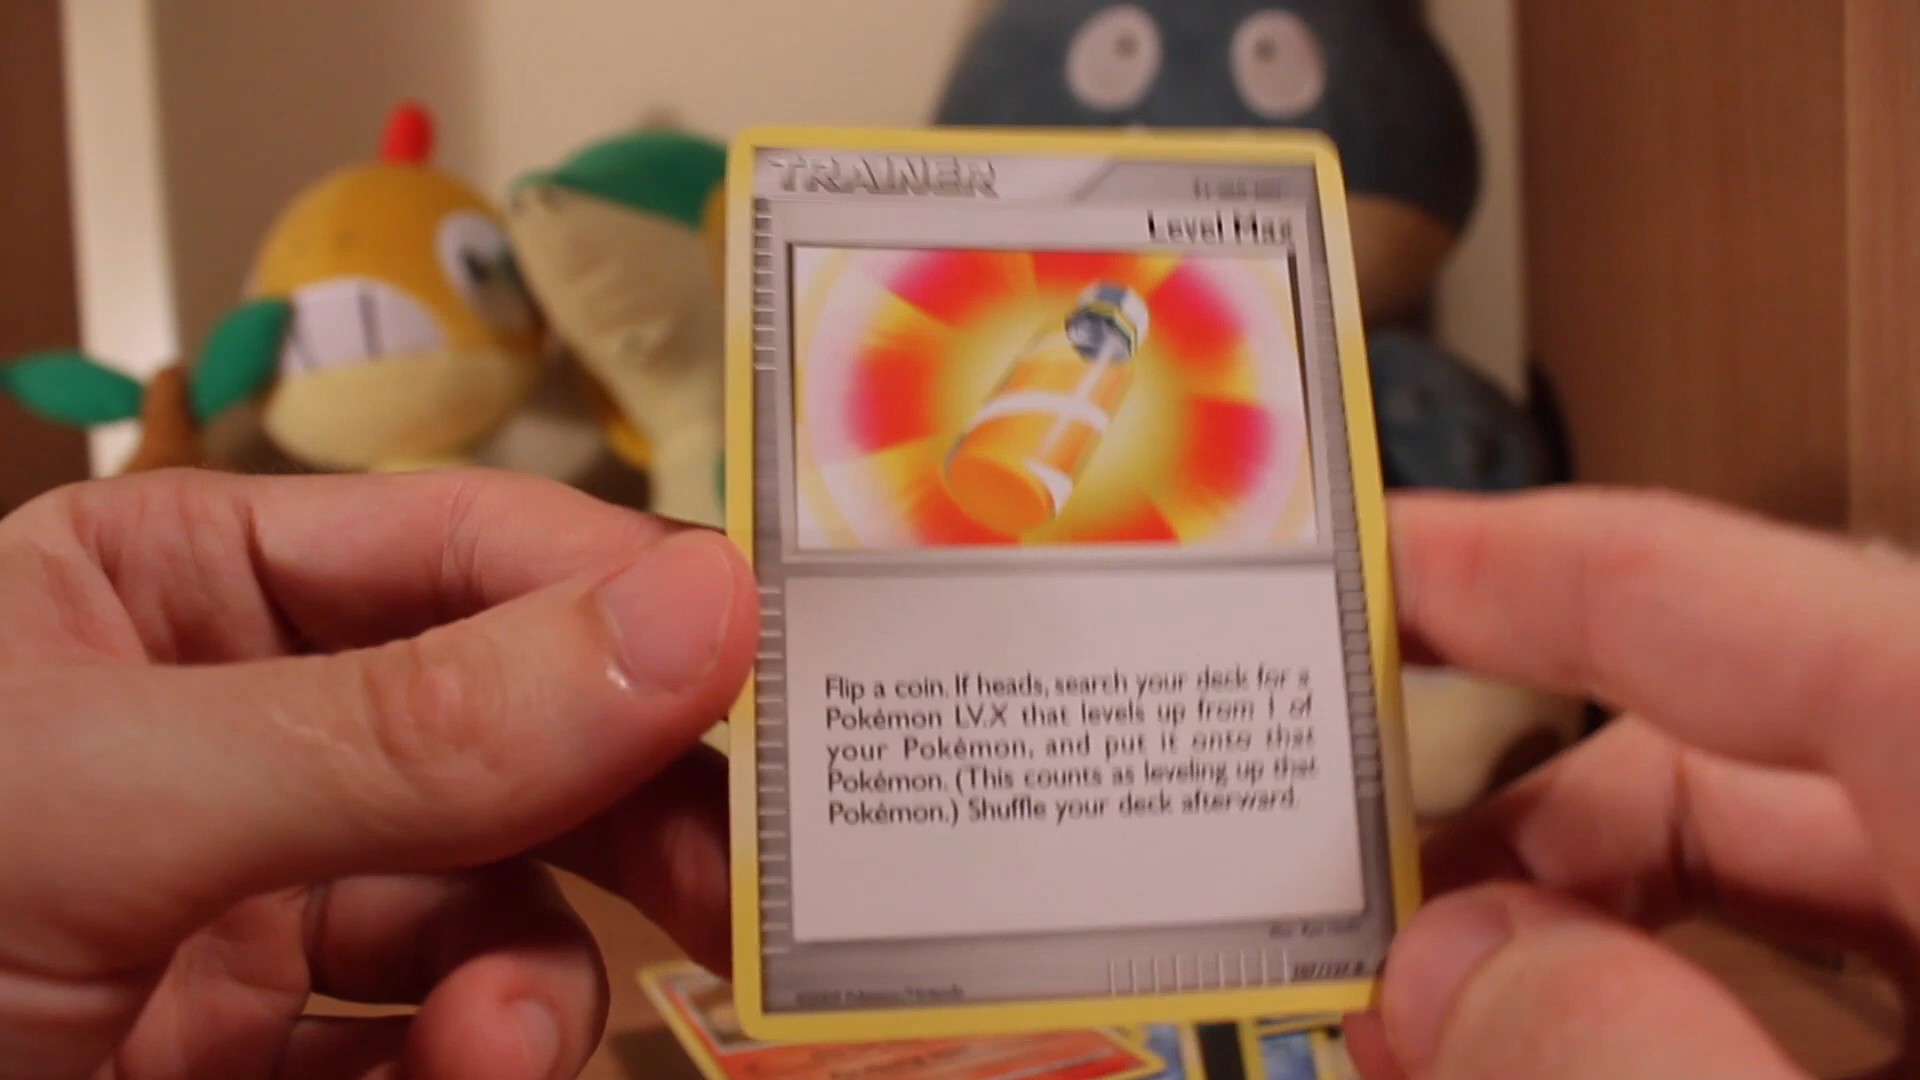 TRAINER
Level Max
Flip a coin. If heads, search your deck for a
Pokémon LV.X that levels up from 1 of
your Pokémon, and put it onto that
Pokémon. (This counts as leveling up that
Pokémon.) Shuffle your deck afterward.